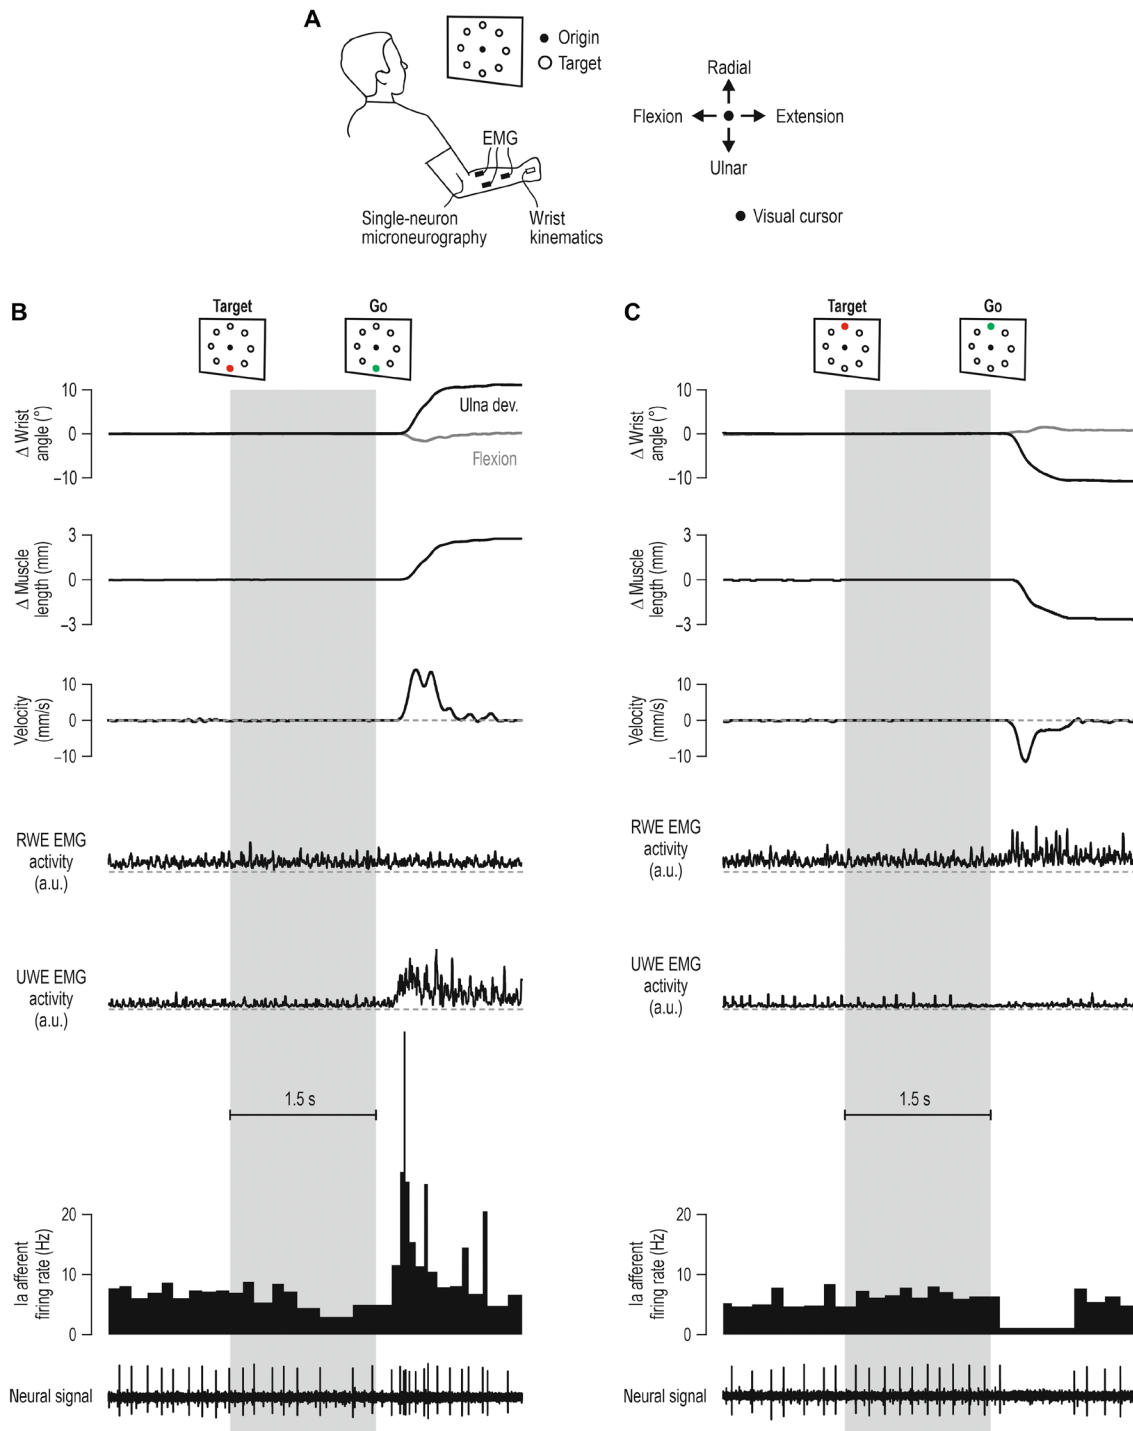 A
Origin
Target
EMG
Single-neuron
microneurography
Wrist
kinematics
Radial
Flexion
Extension
Ulnar
Visual cursor
B
Target
Go
10
0
−10
Δ Wrist
angle (°)
Ulna dev.
Flexion
3
0
−3
Δ Muscle
length (mm)
10
0
−10
Velocity
(mm/s)
RWE EMG
activity
(a.u.)
UWE EMG
activity
(a.u.)
1.5 s
20
10
0
Ia afferent
firing rate (Hz)
Neural signal
C
Target
Go
10
0
−10
Δ Wrist
angle (°)
3
0
−3
Δ Muscle
length (mm)
10
0
−10
Velocity
(mm/s)
RWE EMG
activity
(a.u.)
UWE EMG
activity
(a.u.)
1.5 s
20
10
0
Ia afferent
firing rate (Hz)
Neural signal